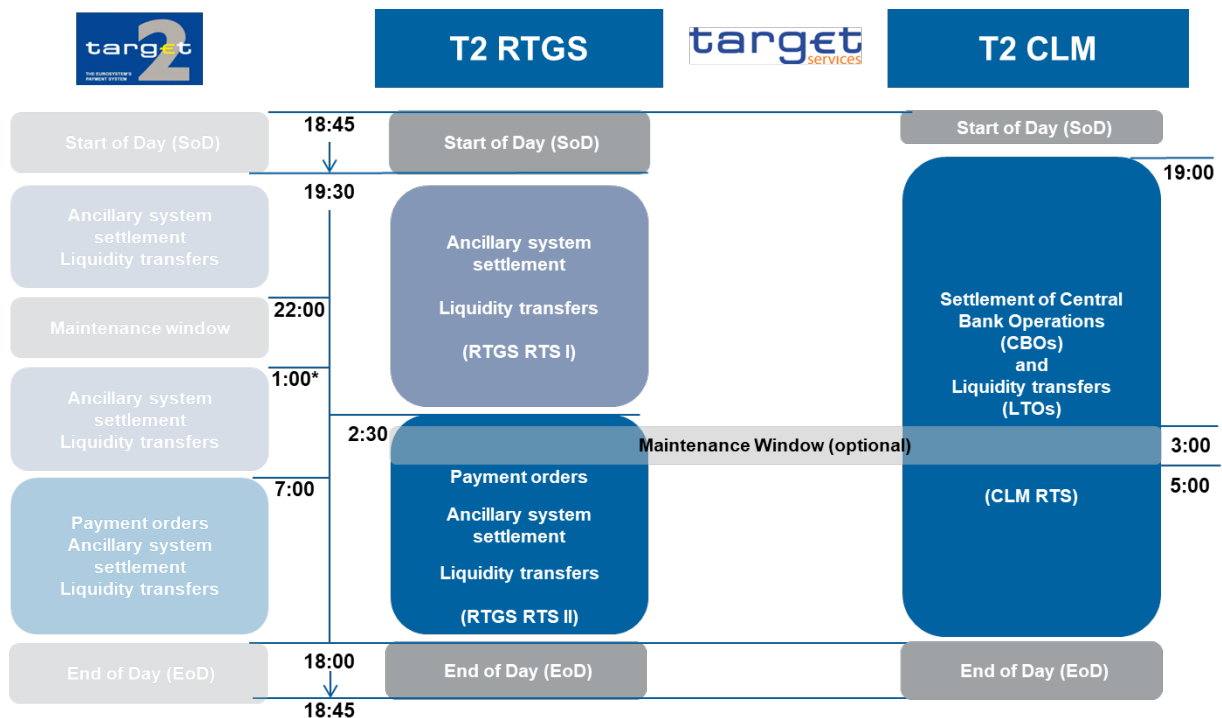 target
2
THE EUROSYSTEM'S
PAYMENT SYSTEM
T2 RTGS
target
services
T2 CLM
Start of Day (SoD)
18:45
Start of Day (SoD)
Start of Day (SoD)
19:00
19:30
Ancillary system
settlement
Liquidity transfers
Ancillary system
settlement
Liquidity transfers
(RTGS RTS I)
Settlement of Central
Bank Operations
(CBOs)
and
Liquidity transfers
(LTOs)
22:00
Maintenance window
1:00*
Ancillary system
settlement
Liquidity transfers
2:30
Maintenance Window (optional)
3:00
5:00
7:00
Payment orders
Ancillary system
settlement
Liquidity transfers
Payment orders
Ancillary system
settlement
Liquidity transfers
(RTGS RTS II)
(CLM RTS)
End of Day (EoD)
18:00
End of Day (EoD)
End of Day (EoD)
18:45